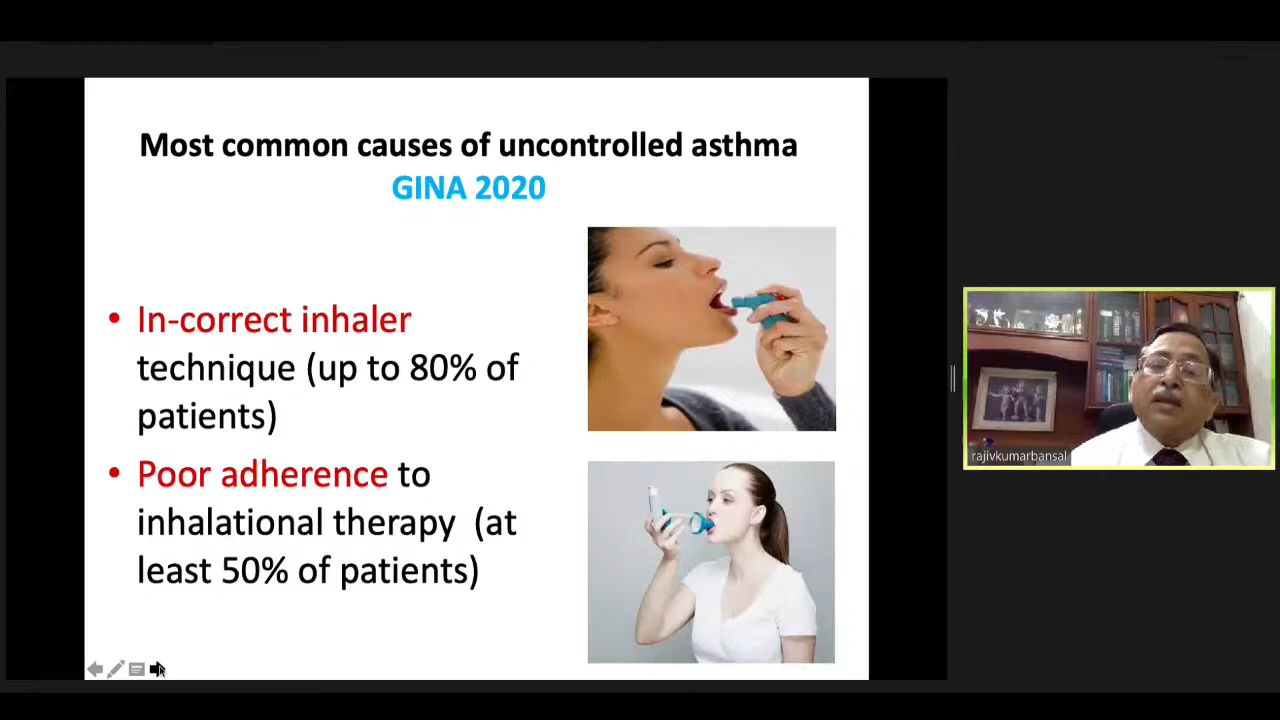 Most common causes of uncontrolled asthma
GINA 2020
• In-correct inhaler
technique (up to 80% of
patients)
• Poor adherence to
inhalational therapy (at
least 50% of patients)
rajivkumarbansal